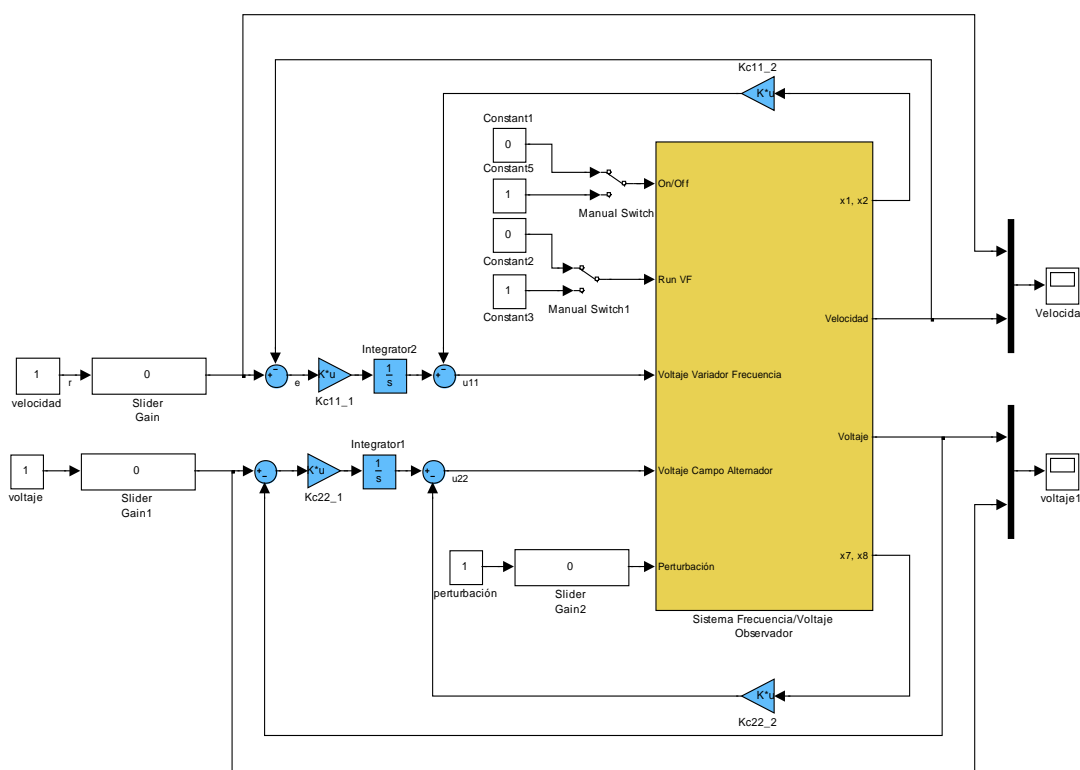 Kc11_2
K*u
Constant1
0
Constant5
1
Manual Switch
On/Off
x1, x2
0
Constant2
1
Constant3
Manual Switch1
Run VF
Velocidad
Velocida
Integrator2
1
velocidad
r
0
Slider
Gain
e
K*u
Kc11_1
1
s
u11
Voltaje Variador Frecuencia
Voltaje
Integrator1
1
voltaje
0
Slider
Gain1
K*u
Kc22_1
1
s
u22
Voltaje Campo Alternador
voltaje1
1
perturbación
0
Slider
Gain2
Perturbación
x7, x8
Sistema Frecuencia/Voltaje
Observador
K*u
Kc22_2